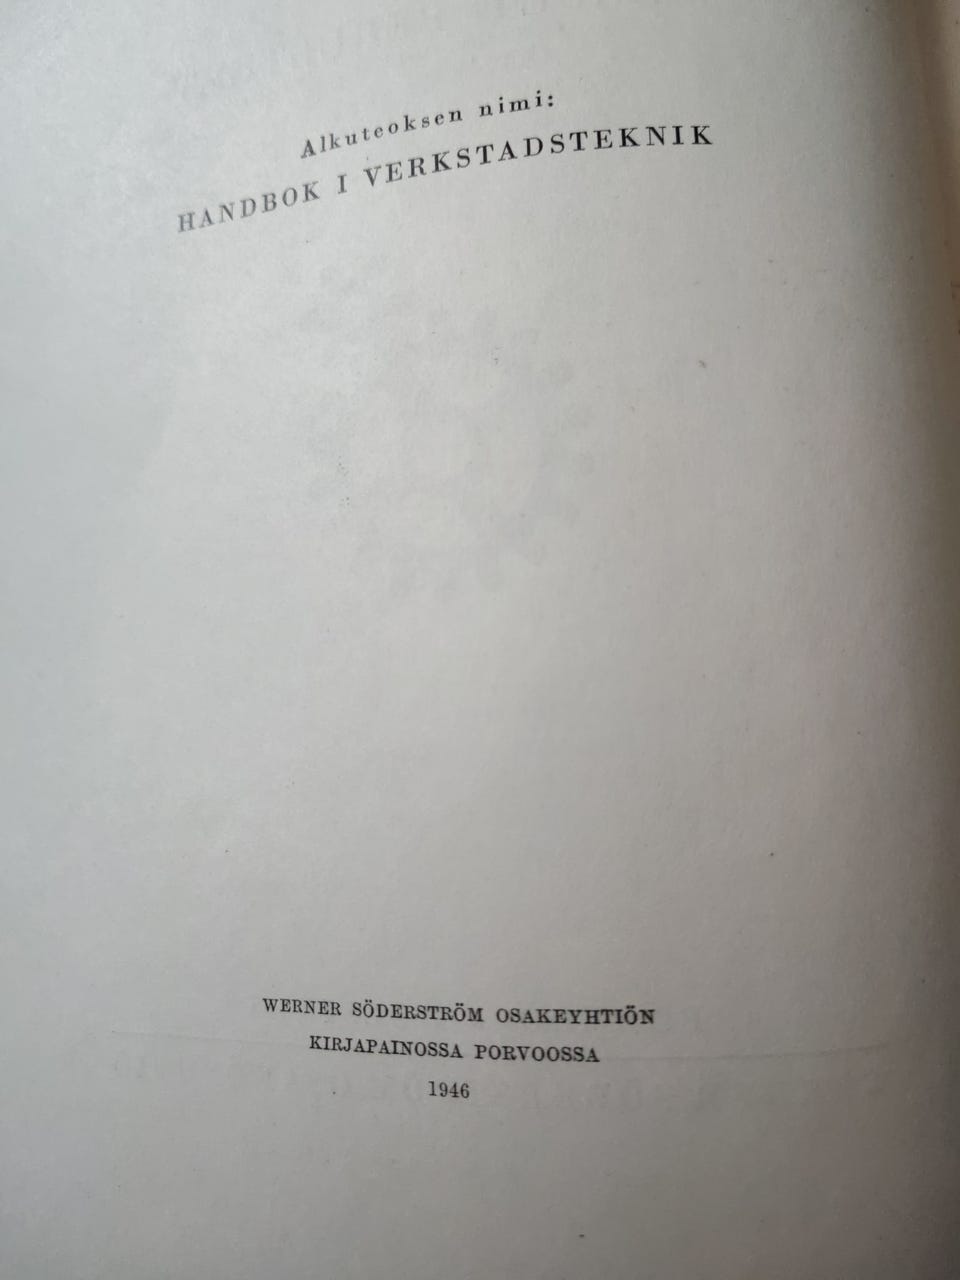 Alkuteoksen nimi:
HANDBOK I VERKSTADSTEKNIK
WERNER SÖDERSTRÖM OSAKEYHTIÖN
KIRJAPAINOSSA PORVOOSSA
1946